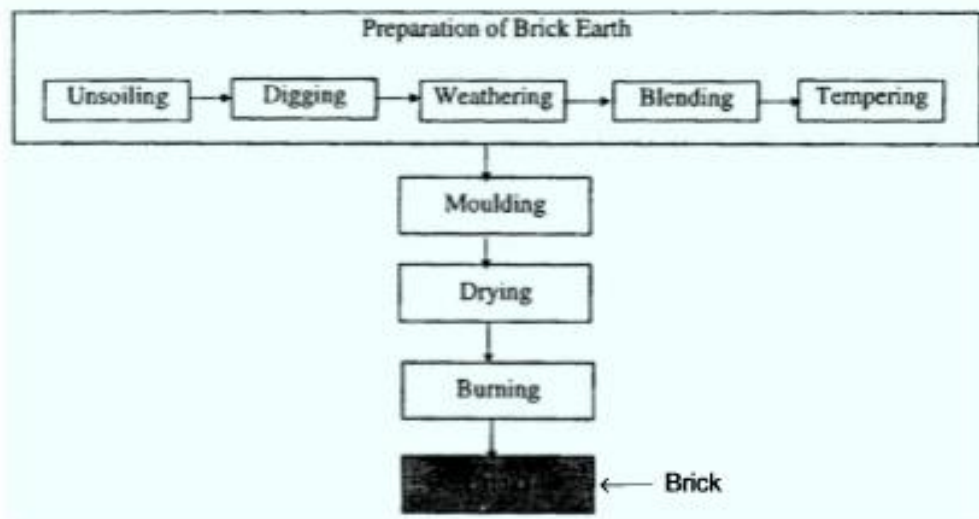 Preparation of Brick Earth
Unsoiling
Digging
Weathering
Blending
Tempering
Moulding
Drying
Burning
Brick